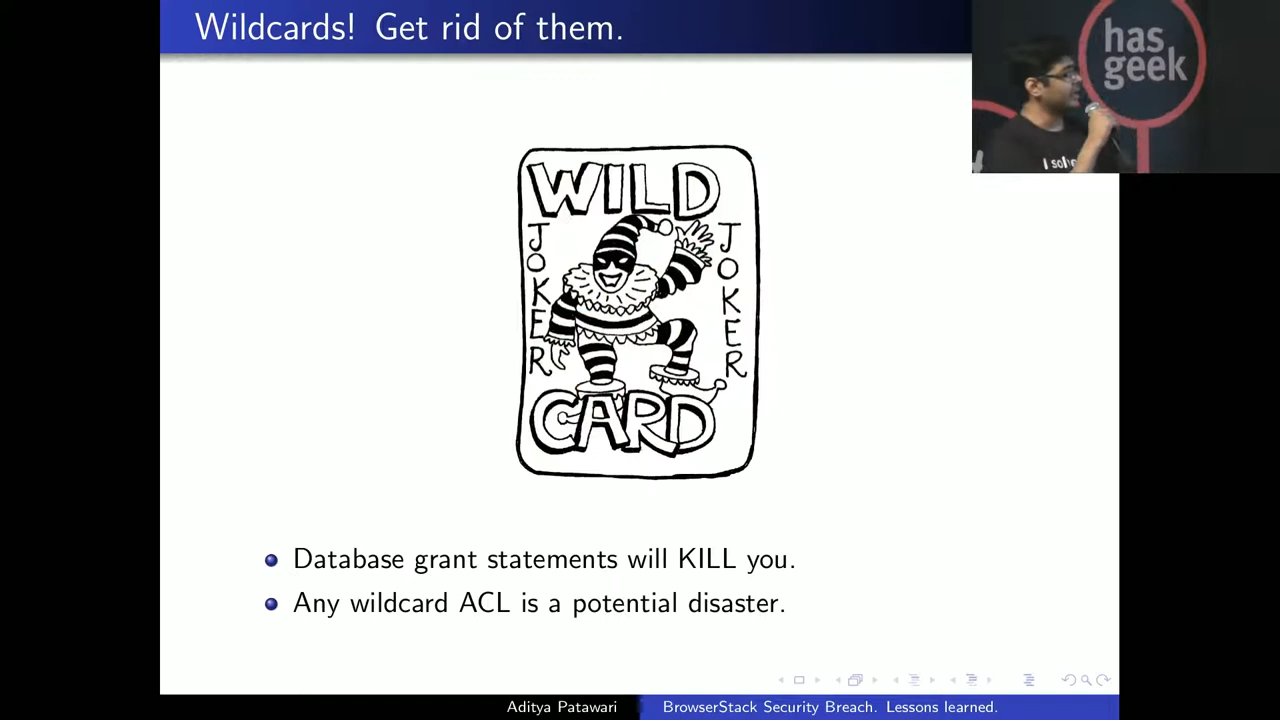 Wildcards! Get rid of them.
has
geek
WILD
JOKER
JOKER
CARD
Database grant statements will KILL you.
Any wildcard ACL is a potential disaster.
Aditya Patawari
BrowserStack Security Breach. Lessons learned.